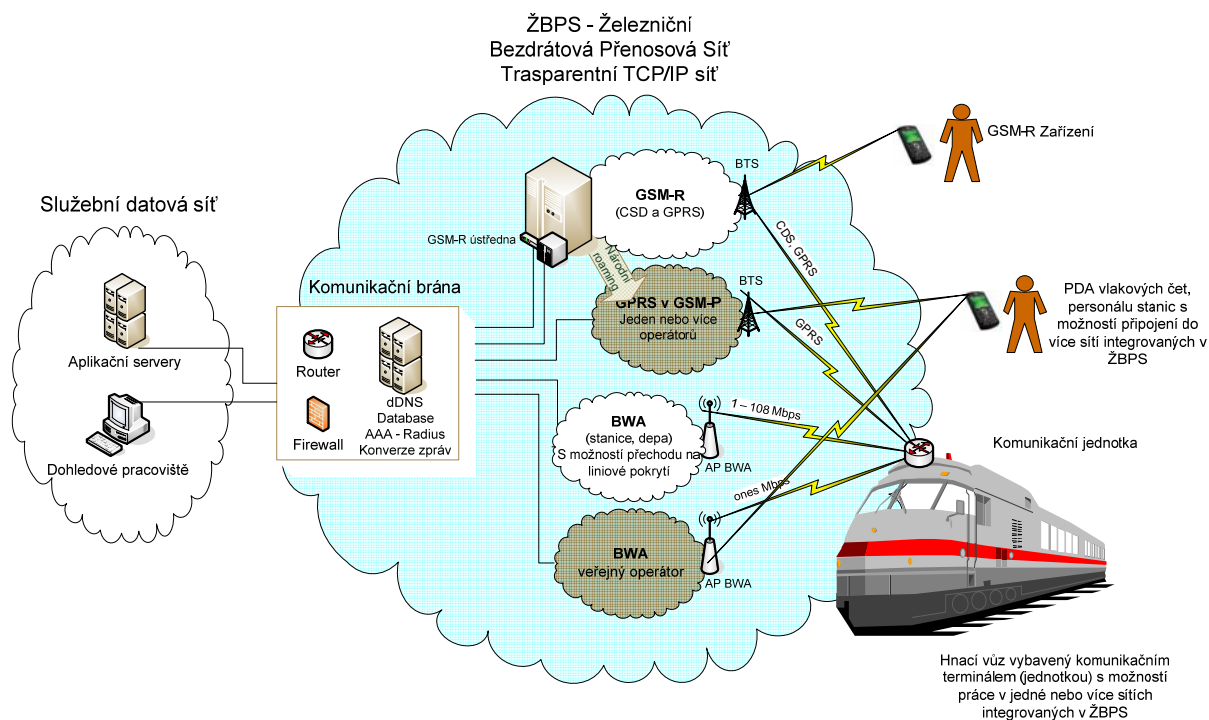 ŽBPS - Železniční
Bezdrátová Přenosová Síť
Trasparentní TCP/IP síť
Služební datová síť
Aplikační servery
Dohledové pracoviště
Komunikační brána
Router
Firewall
dDNS
Database
AAA - Radius
Konverze zpráv
GSM-R ústředna
GSM-R
(CSD a GPRS)
BTS
Národní
roaming
GPRS v GSM-P
Jeden nebo více
operátorů
BTS
CDS, GPRS
GPRS
BWA
(stanice, depa)
S možností přechodu na
liniové pokrytí
AP BWA
1 – 108 Mbps
BWA
veřejný operátor
AP BWA
ones Mbps
GSM-R Zařízení
PDA vlakových čet,
personálu stanic s
možností připojení do
více sítí integrovaných v
ŽBPS
Komunikační jednotka
Hnací vůz vybavený komunikačním
terminálem (jednotkou) s možností
práce v jedné nebo více sítích
integrovaných v ŽBPS